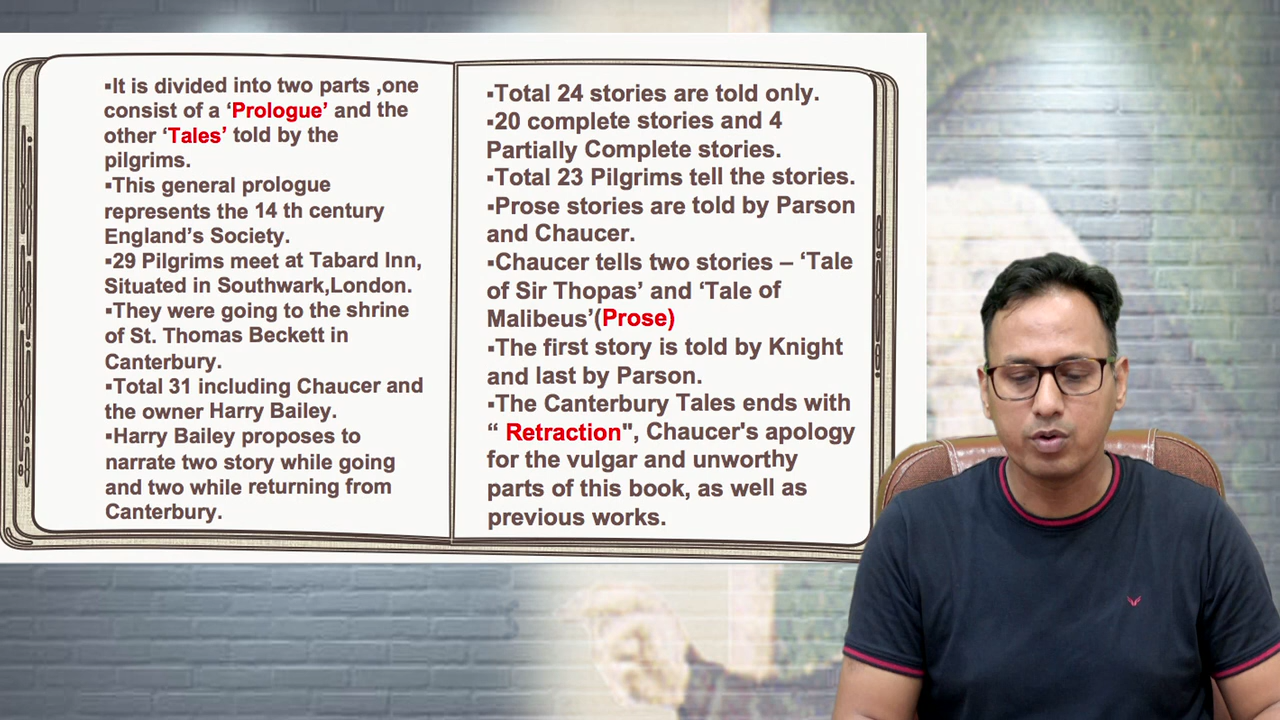 ▪It is divided into two parts ,one
consist of a ‘Prologue’ and the
other ‘Tales’ told by the
pilgrims.
▪This general prologue
represents the 14 th century
England’s Society.
▪29 Pilgrims meet at Tabard Inn,
Situated in Southwark,London.
▪They were going to the shrine
of St. Thomas Beckett in
Canterbury.
▪Total 31 including Chaucer and
the owner Harry Bailey.
▪Harry Bailey proposes to
narrate two story while going
and two while returning from
Canterbury.
▪Total 24 stories are told only.
▪20 complete stories and 4
Partially Complete stories.
▪Total 23 Pilgrims tell the stories.
▪Prose stories are told by Parson
and Chaucer.
▪Chaucer tells two stories – ‘Tale
of Sir Thopas’ and ‘Tale of
Malibeus’(Prose)
▪The first story is told by Knight
and last by Parson.
▪The Canterbury Tales ends with
“ Retraction", Chaucer's apology
for the vulgar and unworthy
parts of this book, as well as
previous works.